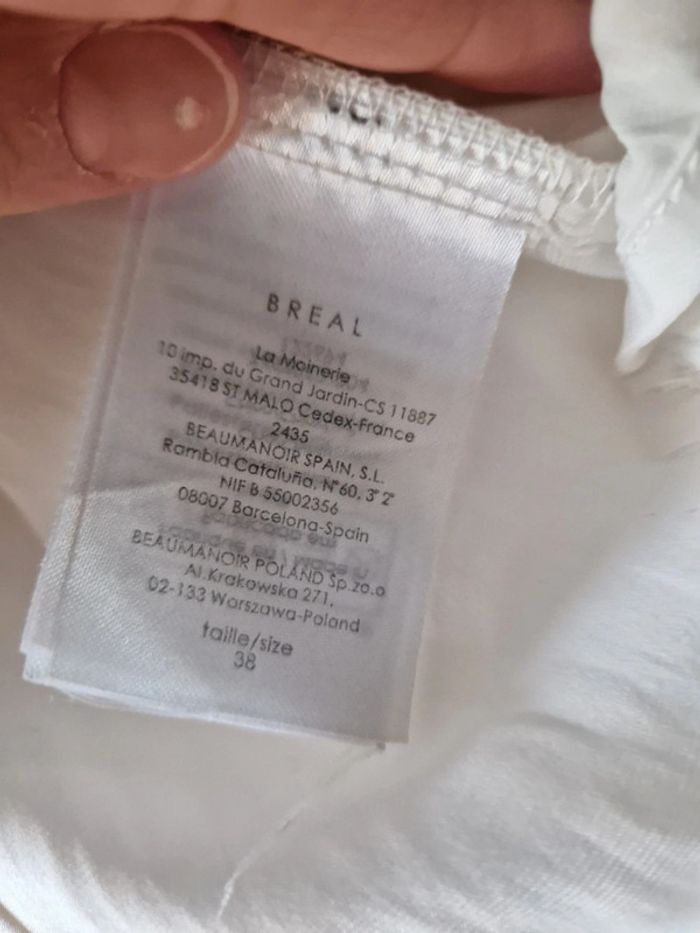 BREAL
La Moinerie
10 imp. du Grand Jardin-CS 11887
35418 ST MALO Cedex-France
2435
BEAUMANOIR SPAIN, S.L.
Rambla Cataluña, Nº60, 3º 2ª
NIF B 55002356
08007 Barcelona-Spain
BEAUMANOIR POLAND Sp.zo.o
Al.Krakowska 271,
02-133 Warszawa-Poland
taille/size
38